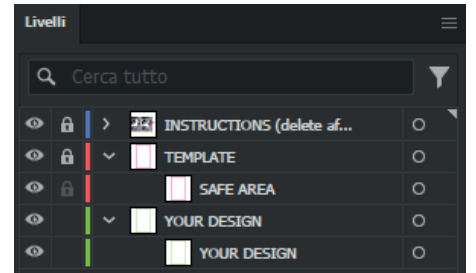 Livelli
Cerca tutto
INSTRUCTIONS (delete af...
TEMPLATE
SAFE AREA
YOUR DESIGN
YOUR DESIGN